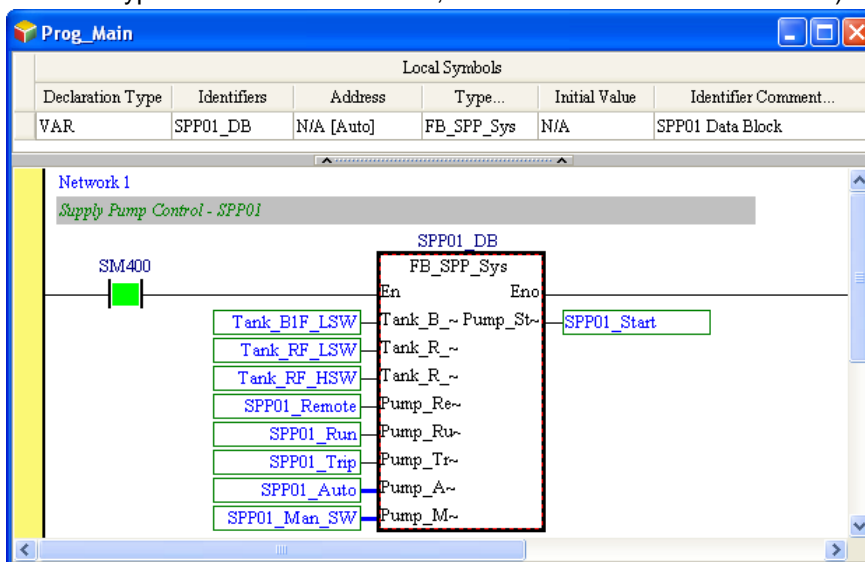 Prog_Main
Local Symbols
Declaration Type Identifiers Address Type... Initial Value Identifier Comment...
VAR SPP01_DB N/A [Auto] FB_SPP_Sys N/A SPP01 Data Block
Network 1
Supply Pump Control - SPP01
SPP01_DB
SM400 FB_SPP_Sys
En Eno
Tank_B1F_LSW Tank_B_~ Pump_St~ SPP01_Start
Tank_RF_LSW Tank_R_~
Tank_RF_HSW Tank_R_~
SPP01_Remote Pump_Re~
SPP01_Run Pump_Ru~
SPP01_Trip Pump_Tr~
SPP01_Auto Pump_A~
SPP01_Man_SW Pump_M~